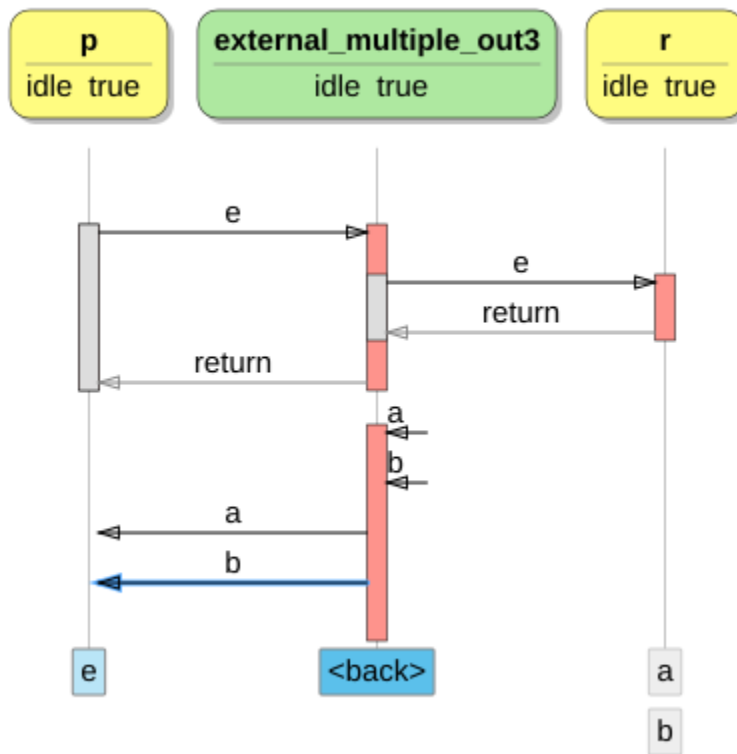 p
external_multiple_out3
r
idle true
idle true
idle true
e
e
return
return
a
b
a
b
e
<back>
a
b